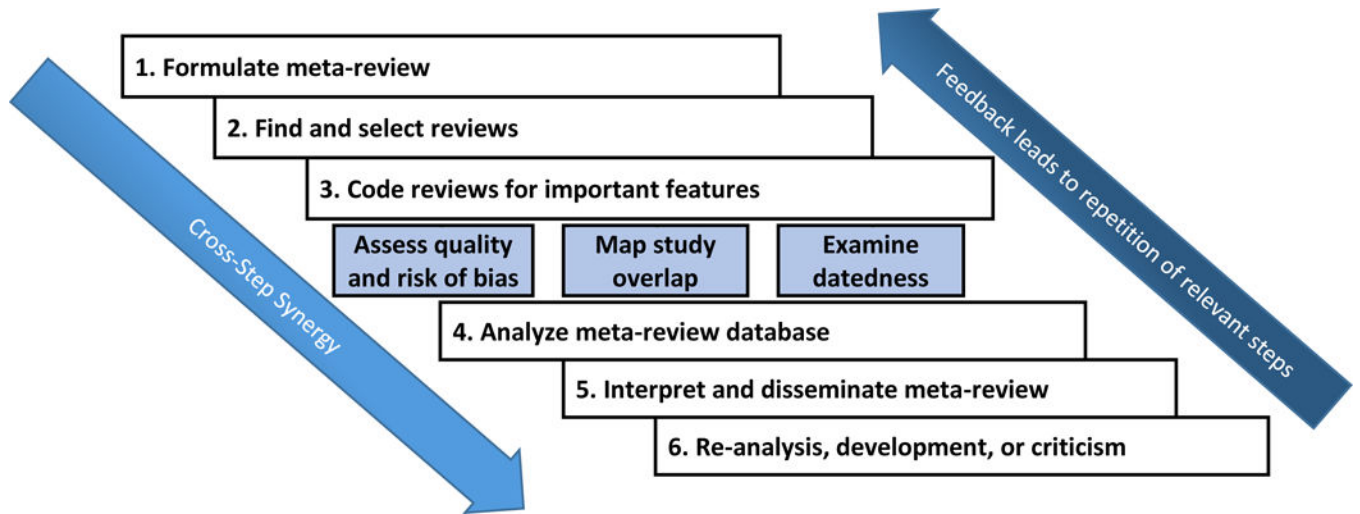 1. Formulate meta-review
2. Find and select reviews
3. Code reviews for important features
Assess quality
and risk of bias
Map study
overlap
Examine
datedness
4. Analyze meta-review database
5. Interpret and disseminate meta-review
6. Re-analysis, development, or criticism
Cross-Step Synergy
Feedback leads to repetition of relevant steps